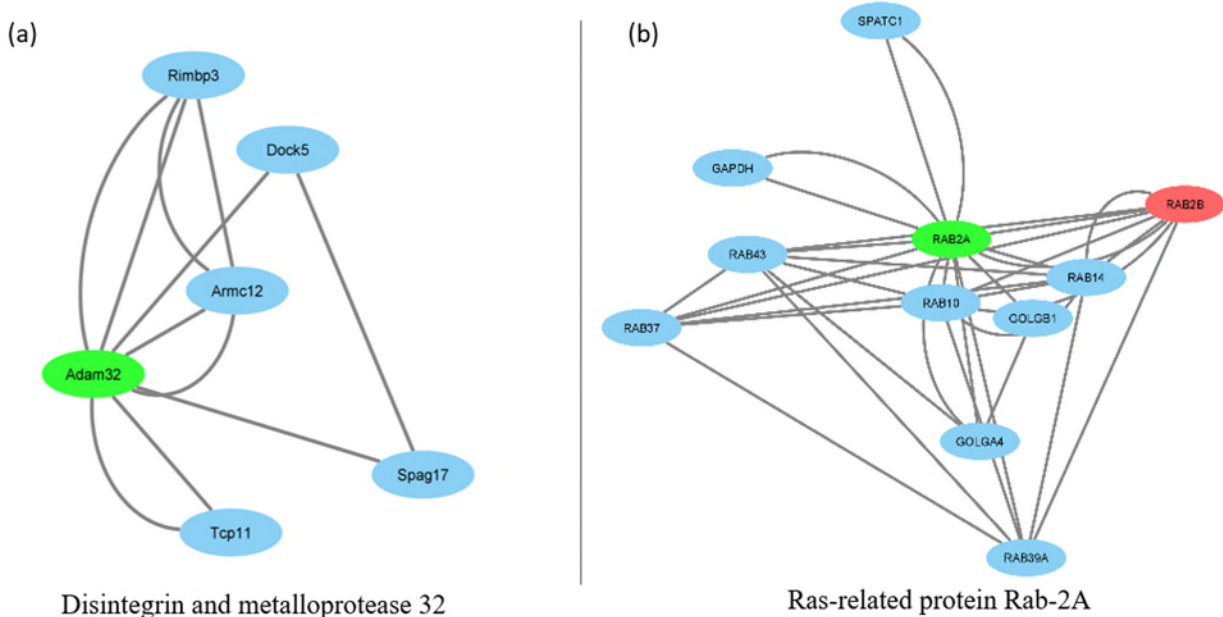 (a)
Rimbp3
Dock5
Armc12
Adam32
Spag17
Tcp11
Disintegrin and metalloprotease 32
(b)
SPATC1
GAPDH
RAB2B
RAB2A
RAB43
RAB14
RAB10
GOLGB1
RAB37
GOLGA4
RAB39A
Ras-related protein Rab-2A